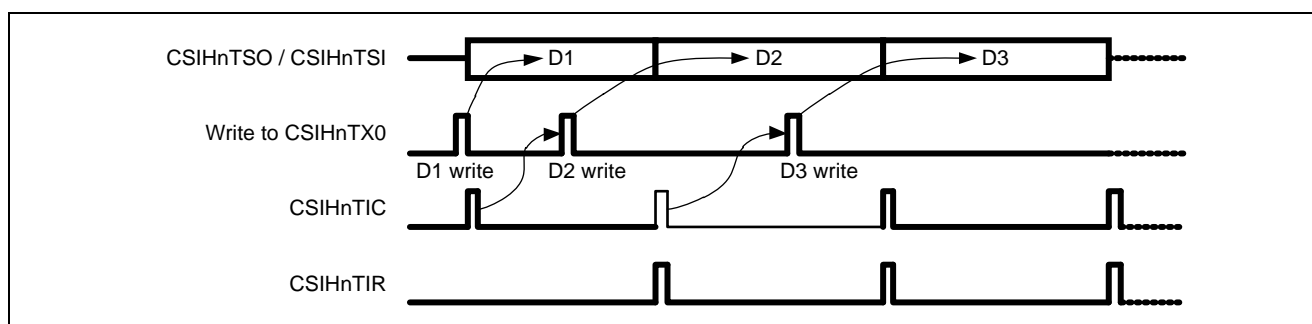 CSIHnTSO / CSIHnTSI D1 D2 D3
Write to CSIHnTX0
D1 write D2 write D3 write
CSIHnTIC
CSIHnTIR